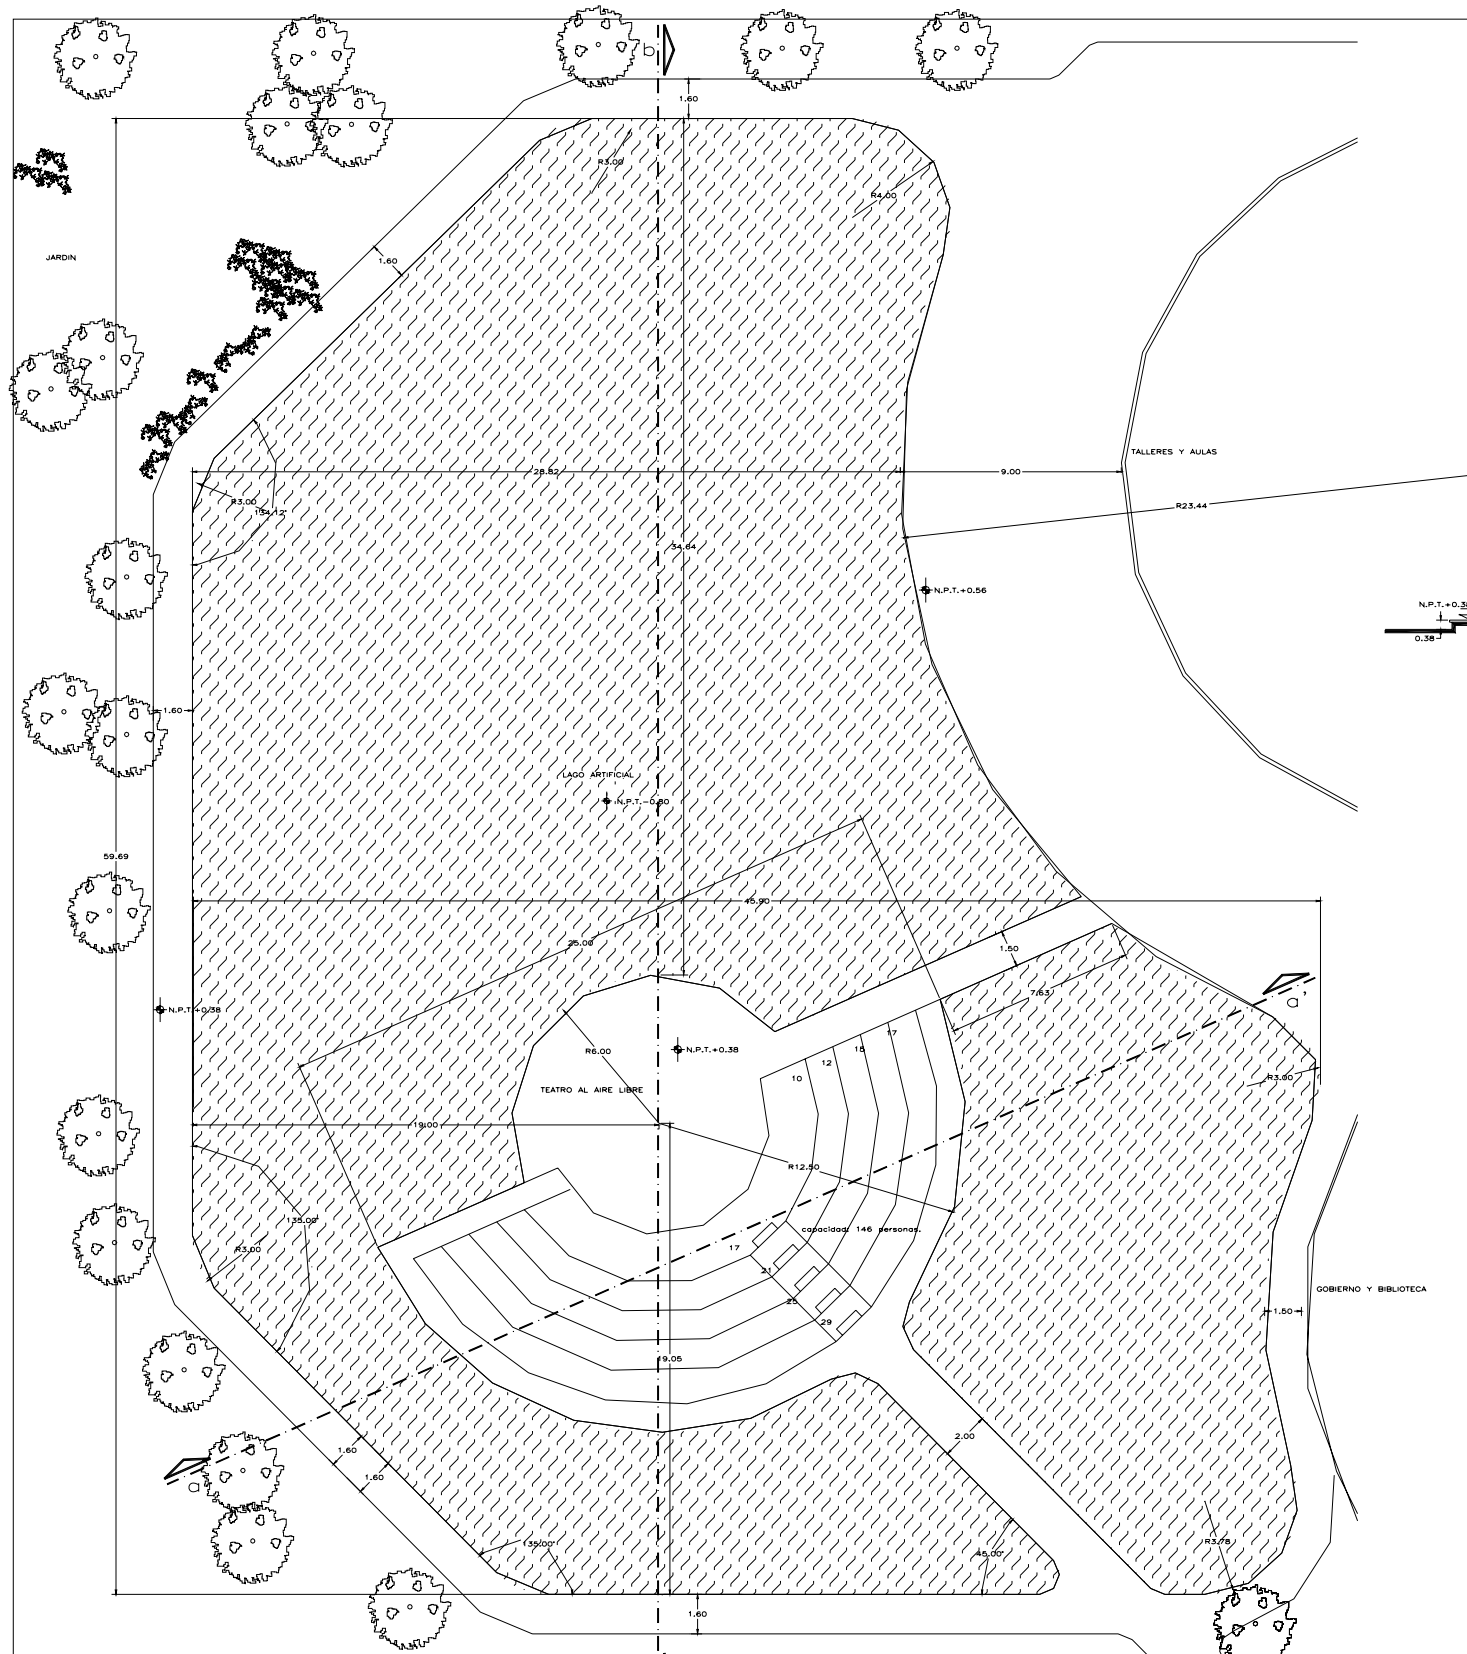 b
1.60
R3.00
R4.00
JARDIN
1.60
TALLERES Y AULAS
28.82
9.00
R3.00
134.12°
R23.44
34.64
N.P.T.+0.56
N.P.T.+0.38
0.38
1.60
LAGO ARTIFICIAL
N.P.T.-0.80
59.69
45.90
25.00
1.50
7.63
a'
N.P.T.+0.38
17
15
12
10
R6.00
N.P.T.+0.38
R3.00
TEATRO AL AIRE LIBRE
19.00
R12.50
135.00°
R3.00
capacidad: 146 personas.
17
21
25
29
GOBIERNO Y BIBLIOTECA
1.50
19.05
2.00
1.60
1.60
a
135.00°
45.00°
R3.78
1.60